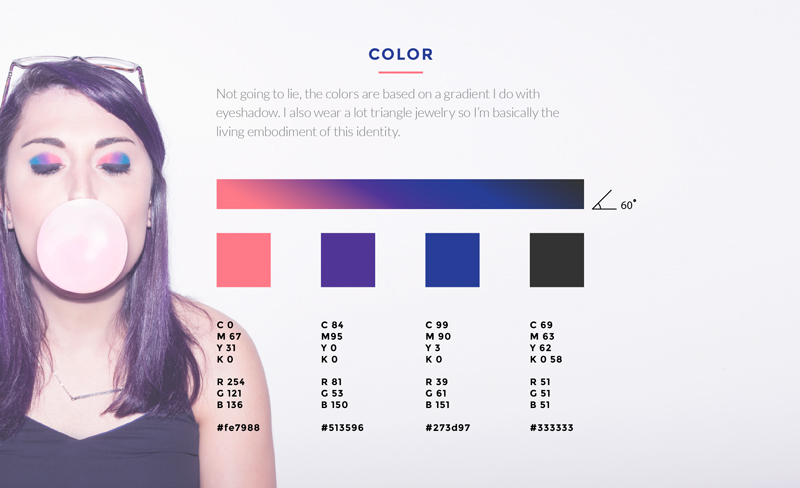 COLOR
Not going to lie, the colors are based on a gradient I do with
eyeshadow. I also wear a lot triangle jewelry so I'm basically the
living embodiment of this identity.
60°
C 0
M 67
Y 31
K 0
R 254
G 121
B 136
#fe7988
C 84
M95
Y 0
K 0
R 81
G 53
B 150
#513596
C 99
M 90
Y 3
K 0
R 39
G 61
B 151
#273d97
C 69
M 63
Y 62
K 0 58
R 51
G 51
B 51
#333333